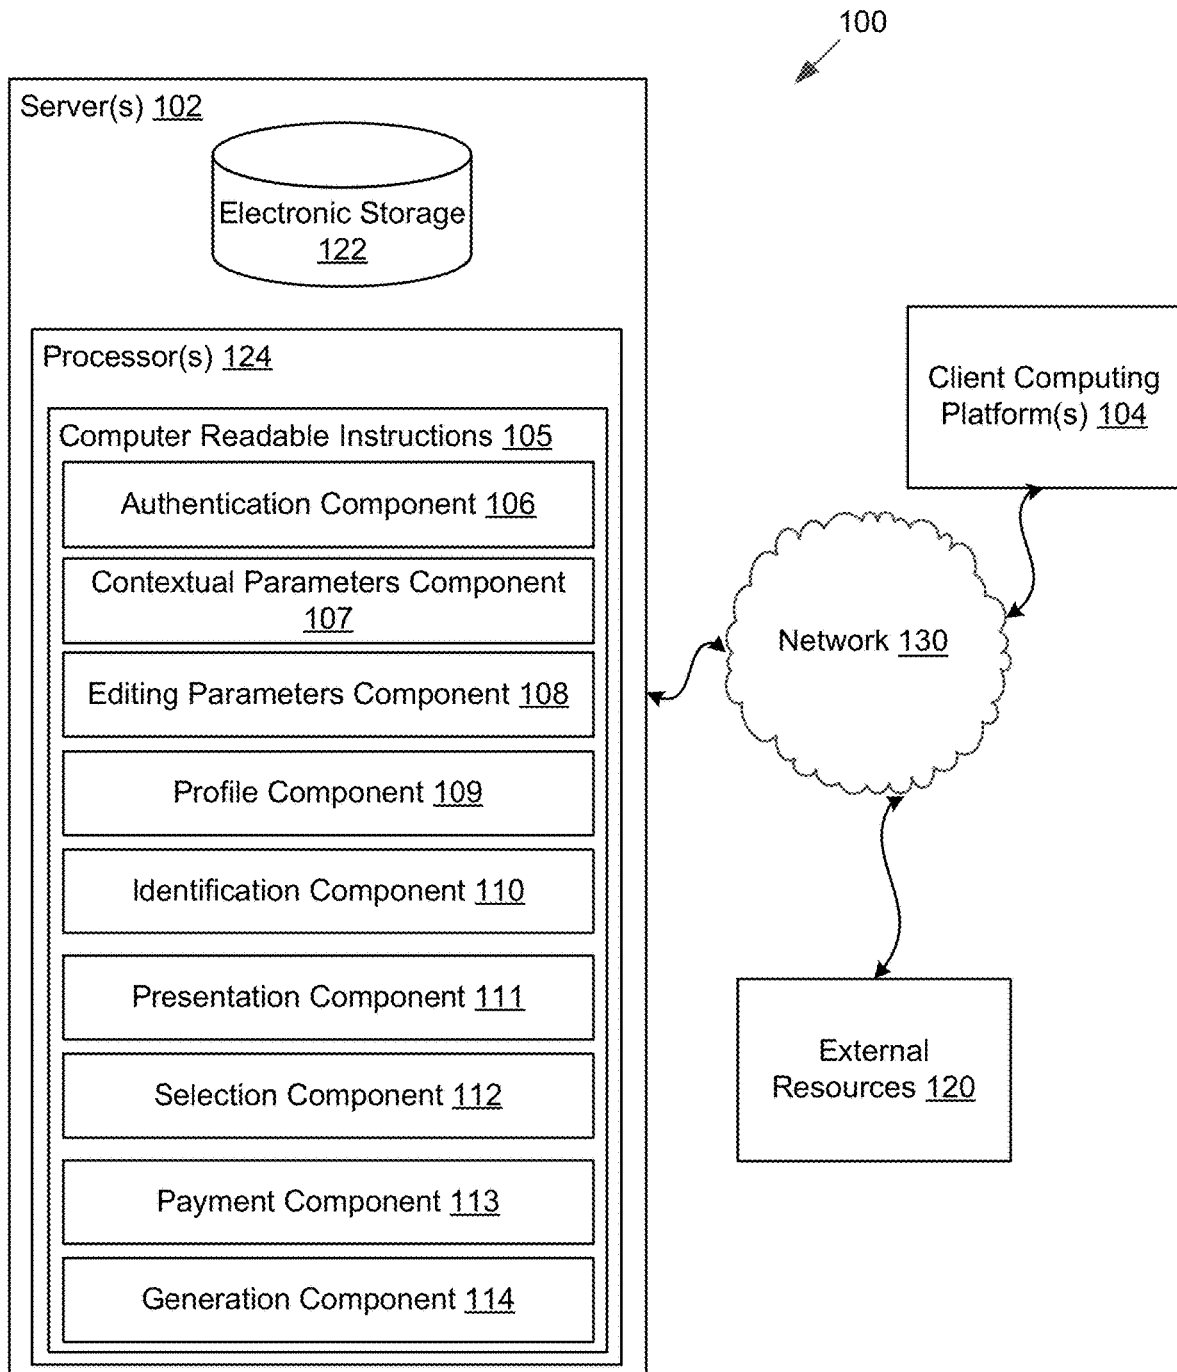 100
Server(s) 102
Electronic Storage
122
Processor(s) 124
Computer Readable Instructions 105
Authentication Component 106
Contextual Parameters Component
107
Editing Parameters Component 108
Profile Component 109
Identification Component 110
Presentation Component 111
Selection Component 112
Payment Component 113
Generation Component 114
Client Computing
Platform(s) 104
Network 130
External
Resources 120